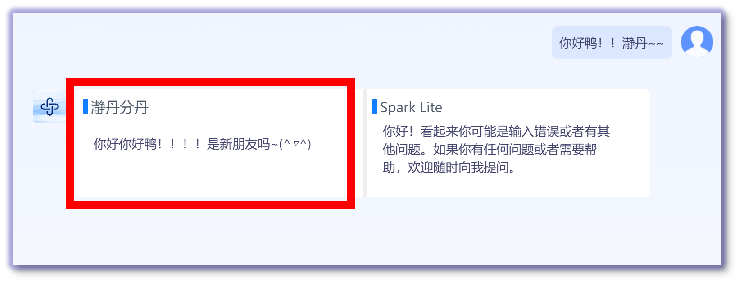 你好鸭！！瀞丹~~
瀞丹分丹
你好你好鸭！！！！是新朋友吗~(^▽^)
Spark Lite
你好！看起来你可能是输入错误或者有其
他问题。如果你有任何问题或者需要帮
助，欢迎随时向我提问。